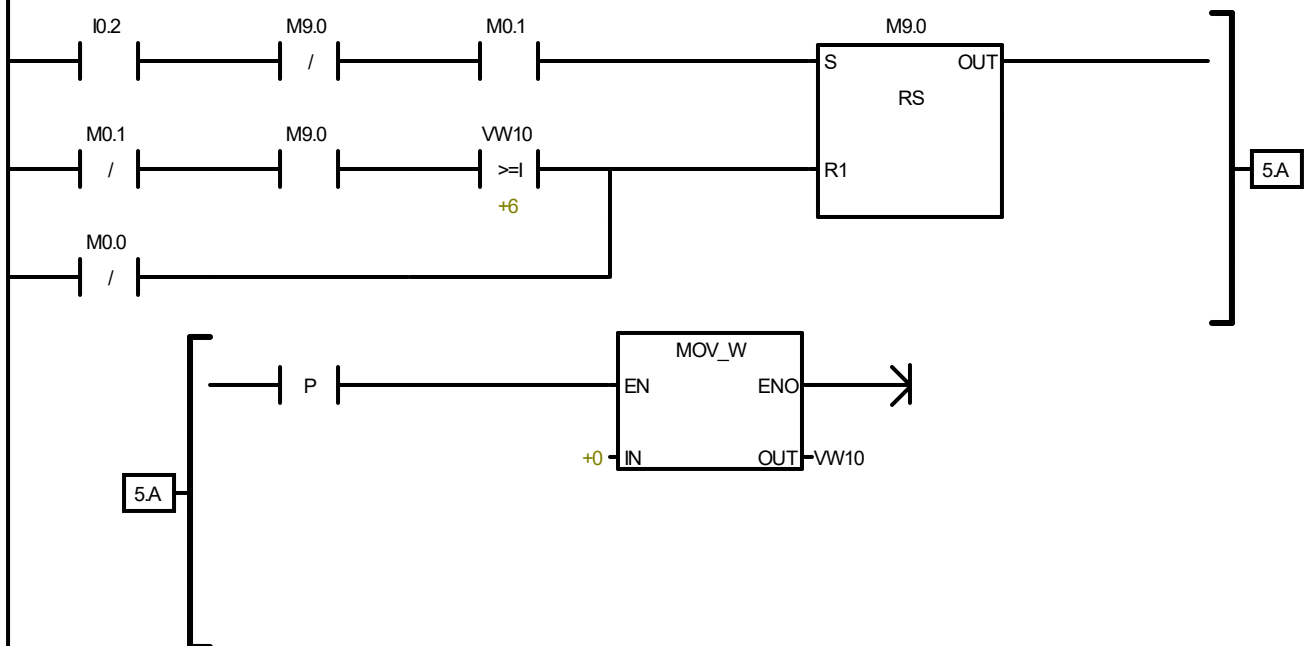 I0.2 M9.0 M0.1 M9.0
/ S OUT
RS
M0.1 M9.0 VW10
/ >=I R1 5.A
+6
M0.0
/
MOV_W
P EN ENO
+0 IN OUT VW10
5.A